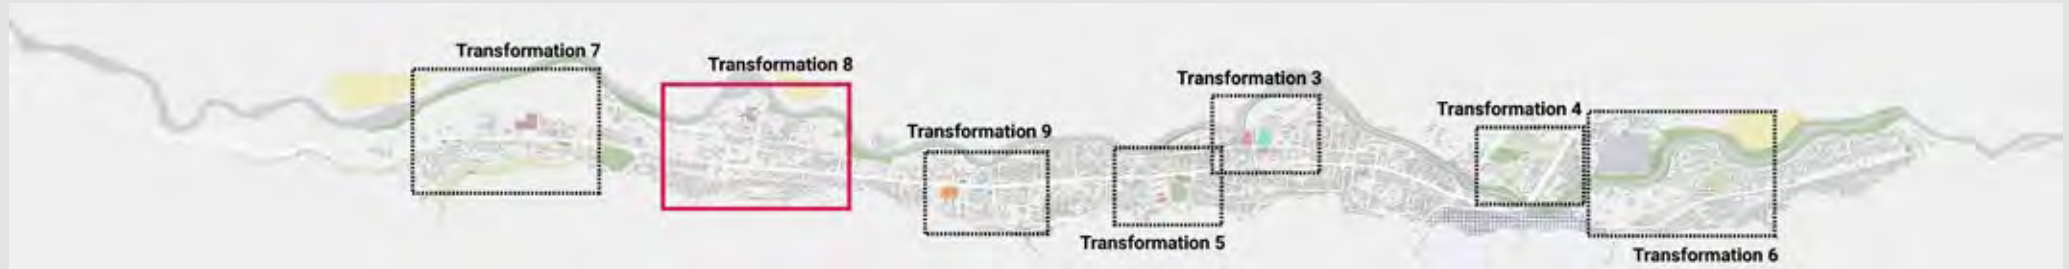 Transformation 7
Transformation 8
Transformation 3
Transformation 4
Transformation 9
Transformation 5
Transformation 6